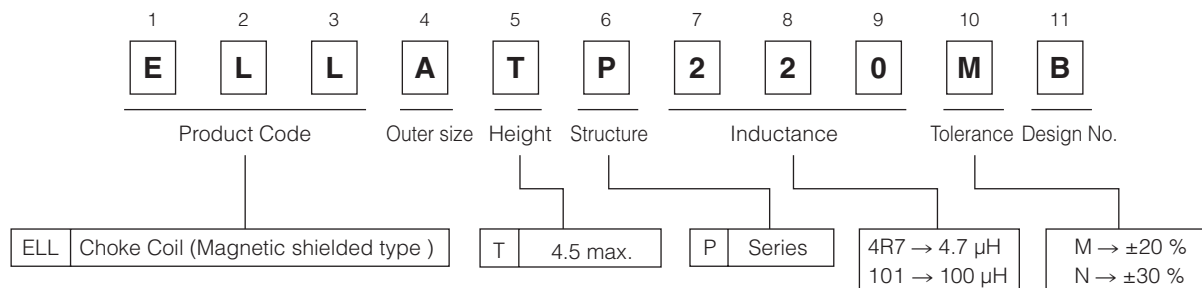 1 2 3 4 5 6 7 8 9 10 11
E L L A T P 2 2 0 M B
Product Code Outer size Height Structure Inductance Tolerance Design No.
ELL Choke Coil (Magnetic shielded type ) T 4.5 max. P Series 4R7 → 4.7 µH M → ±20 %
101 → 100 µH N → ±30 %